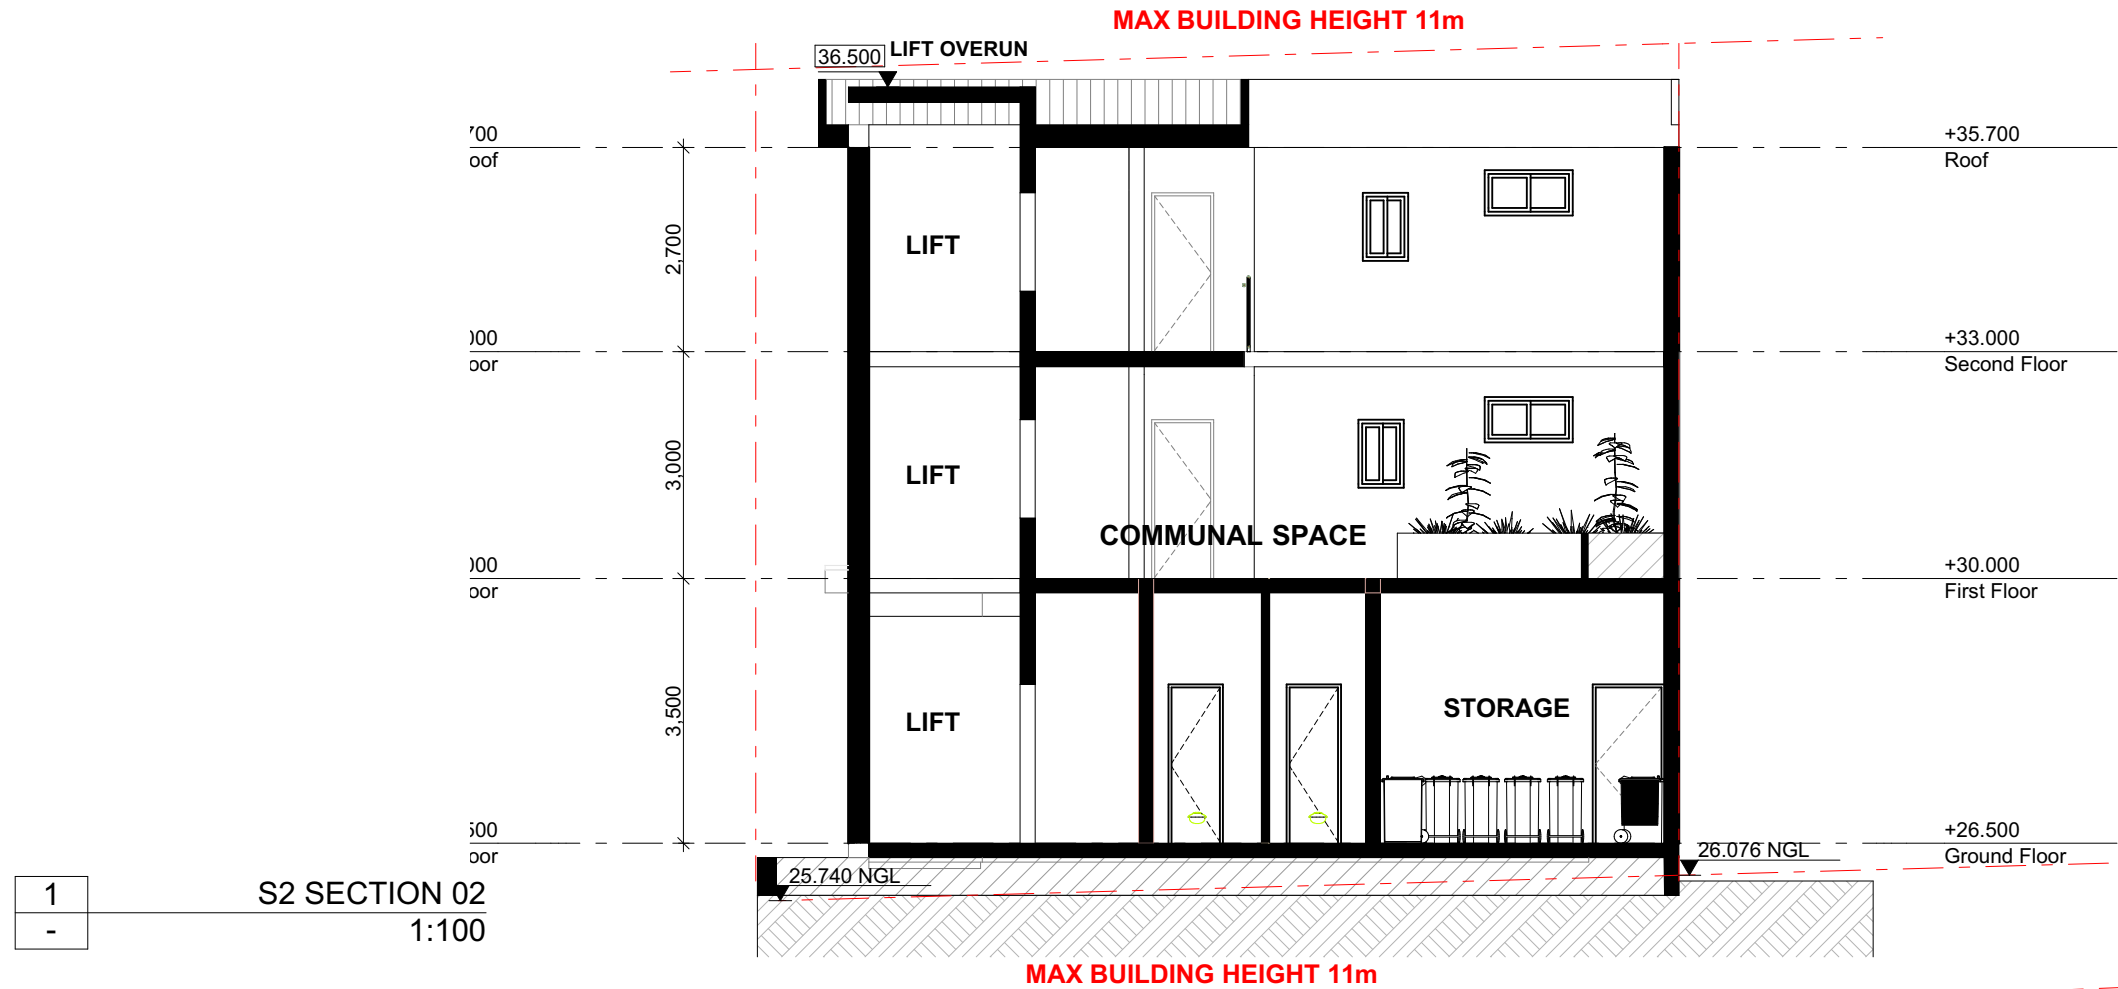 MAX BUILDING HEIGHT 11m
36.500 LIFT OVERUN
+35.700
Roof
2,700
LIFT
+33.000
Second Floor
3,000
LIFT
COMMUNAL SPACE
+30.000
First Floor
3,500
LIFT
STORAGE
+26.500
Ground Floor
26.076 NGL
25.740 NGL
1
-
S2 SECTION 02
1:100
MAX BUILDING HEIGHT 11m